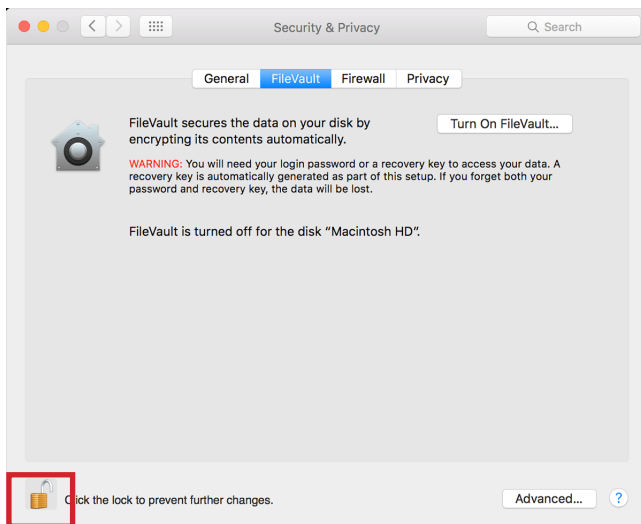 Security & Privacy
Search
General FileVault Firewall Privacy
FileVault secures the data on your disk by
encrypting its contents automatically.
Turn On FileVault...
WARNING: You will need your login password or a recovery key to access your data. A
recovery key is automatically generated as part of this setup. If you forget both your
password and recovery key, the data will be lost.
FileVault is turned off for the disk “Macintosh HD”.
Click the lock to prevent further changes.
Advanced...
?